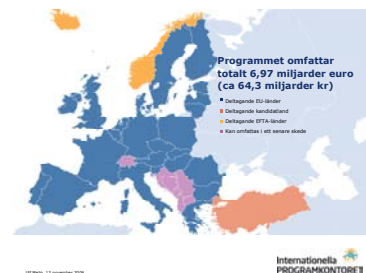 Programmet omfattar
totalt 6,97 miljarder euro
(ca 64,3 miljarder kr)
Deltagande EU-länder
Deltagande kandidatland
Deltagande EFTA-länder
Kan omfattas i ett senare skede
Internationella
PROGRAMKONTORET